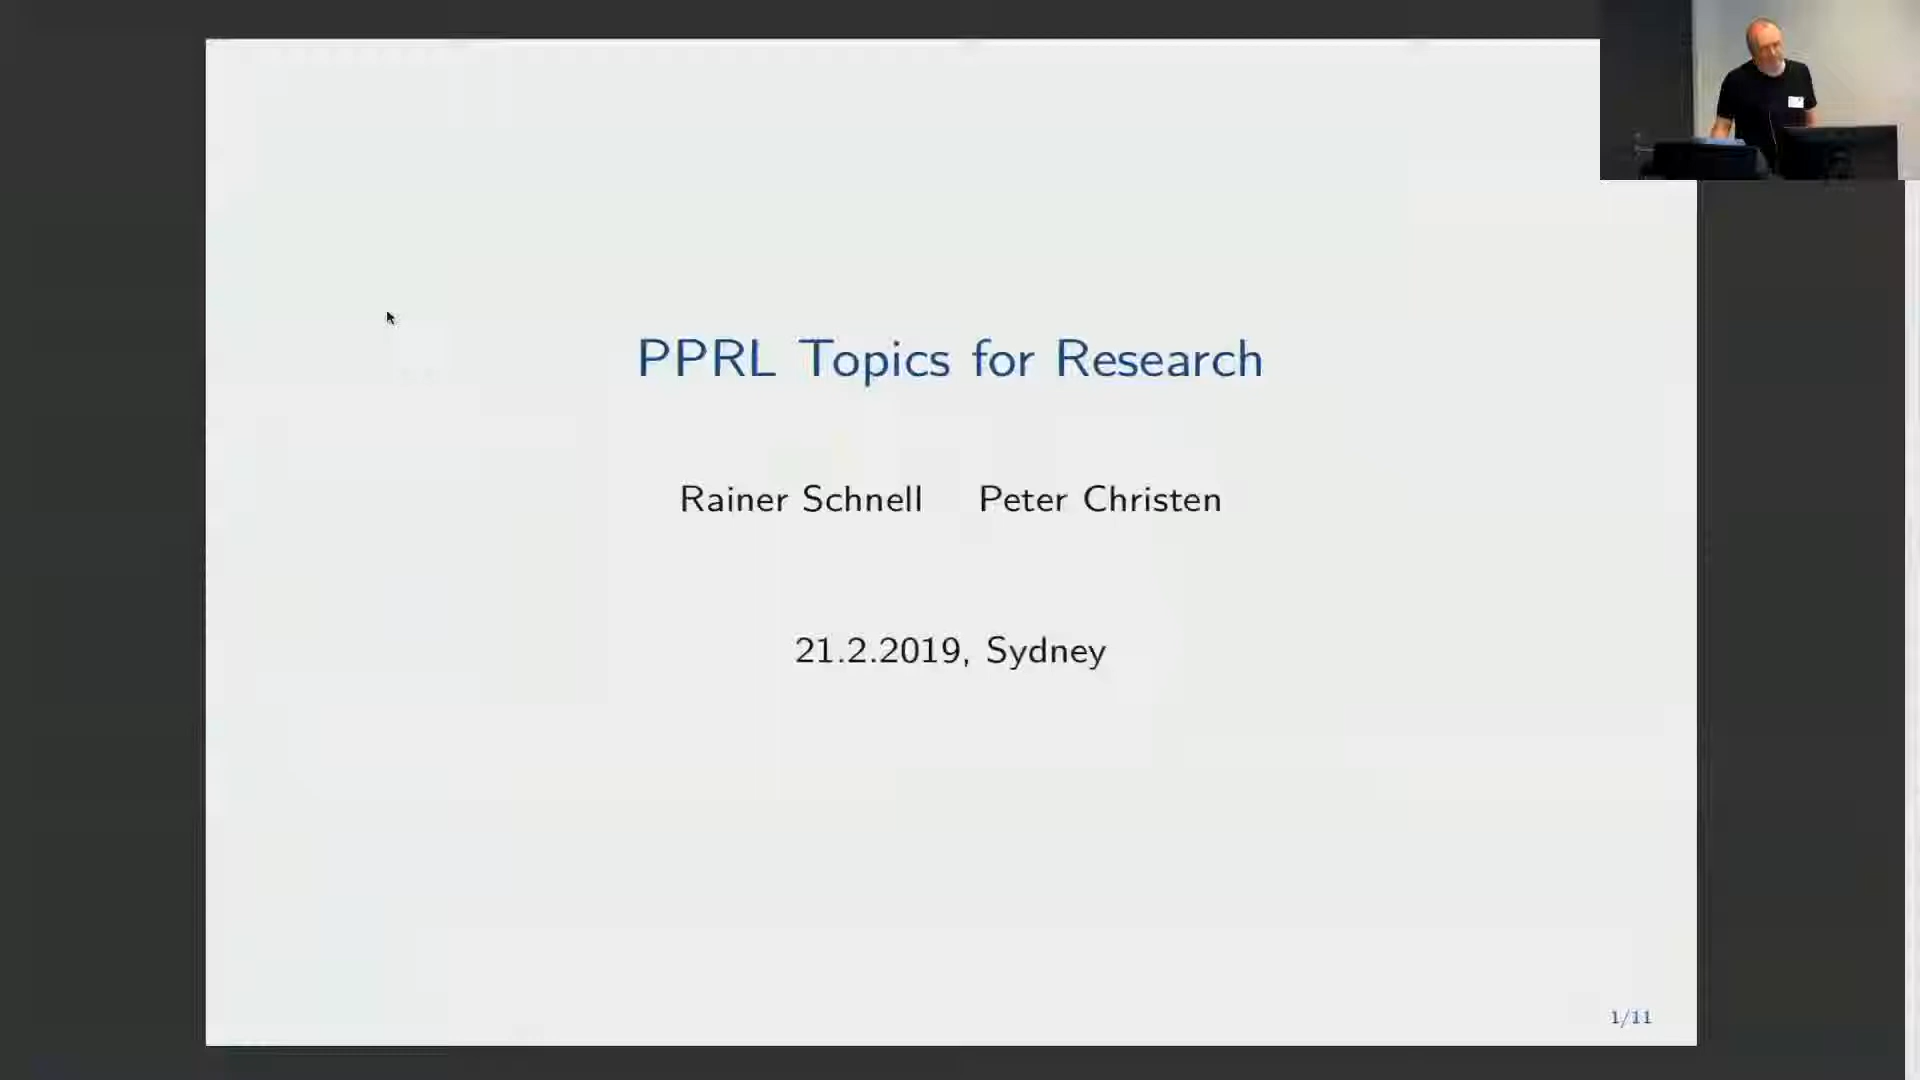 PPRL Topics for Research
Rainer Schnell Peter Christen
21.2.2019, Sydney
1/11